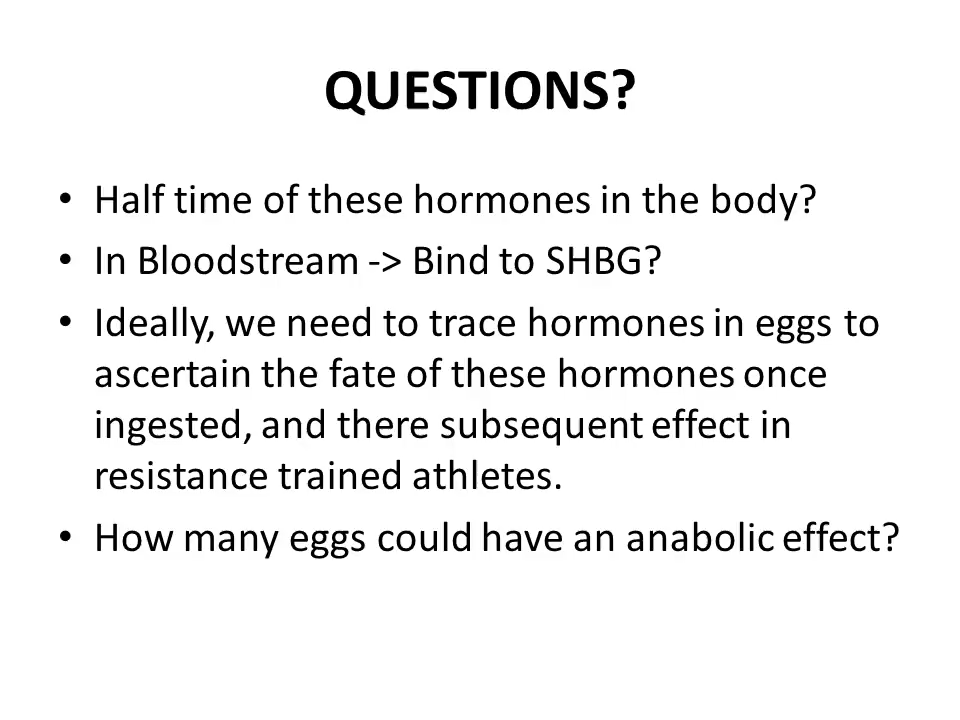 QUESTIONS?
• Half time of these hormones in the body?
• In Bloodstream -> Bind to SHBG?
• Ideally, we need to trace hormones in eggs to
ascertain the fate of these hormones once
ingested, and there subsequent effect in
resistance trained athletes.
• How many eggs could have an anabolic effect?